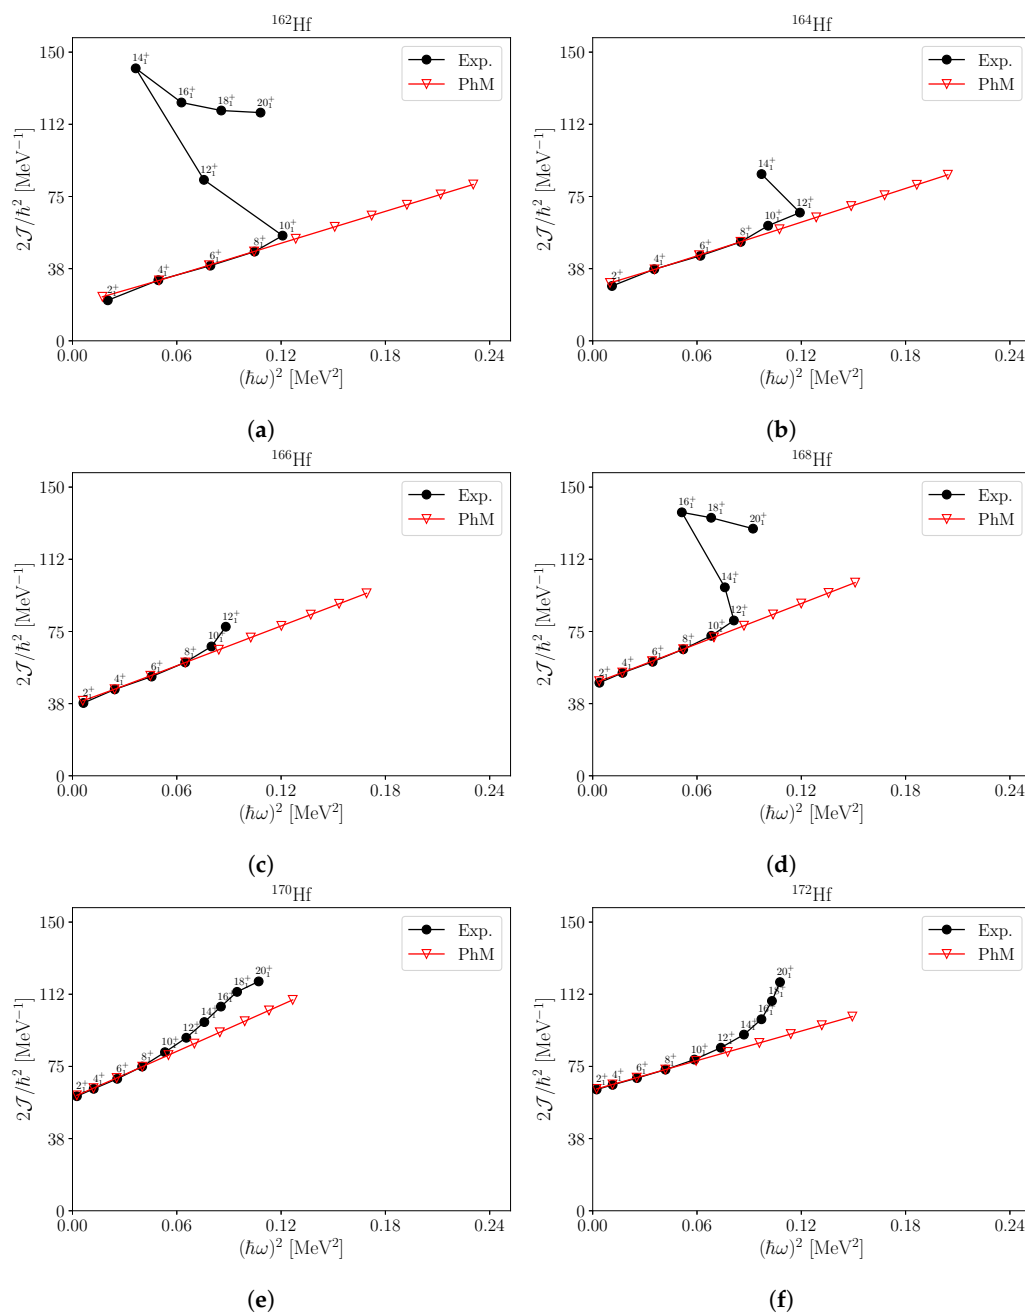 ¹⁶²Hf
150
112
75
38
0
2𝒥/ħ² [MeV⁻¹]
Exp.
PhM
2₁⁺
4₁⁺
6₁⁺
8₁⁺
10₁⁺
12₁⁺
14₁⁺
16₁⁺
18₁⁺
20₁⁺
0.00 0.06 0.12 0.18 0.24
(ħω)² [MeV²]
(a)
¹⁶⁴Hf
150
112
75
38
0
2𝒥/ħ² [MeV⁻¹]
Exp.
PhM
2₁⁺
4₁⁺
6₁⁺
8₁⁺
10₁⁺
12₁⁺
14₁⁺
0.00 0.06 0.12 0.18 0.24
(ħω)² [MeV²]
(b)
¹⁶⁶Hf
150
112
75
38
0
2𝒥/ħ² [MeV⁻¹]
Exp.
PhM
2₁⁺
4₁⁺
6₁⁺
8₁⁺
10₁⁺
12₁⁺
0.00 0.06 0.12 0.18 0.24
(ħω)² [MeV²]
(c)
¹⁶⁸Hf
150
112
75
38
0
2𝒥/ħ² [MeV⁻¹]
Exp.
PhM
2₁⁺
4₁⁺
6₁⁺
8₁⁺
10₁⁺
12₁⁺
14₁⁺
16₁⁺
18₁⁺
20₁⁺
0.00 0.06 0.12 0.18 0.24
(ħω)² [MeV²]
(d)
¹⁷⁰Hf
150
112
75
38
0
2𝒥/ħ² [MeV⁻¹]
Exp.
PhM
2₁⁺
4₁⁺
6₁⁺
8₁⁺
10₁⁺
12₁⁺
14₁⁺
16₁⁺
18₁⁺
20₁⁺
0.00 0.06 0.12 0.18 0.24
(ħω)² [MeV²]
(e)
¹⁷²Hf
150
112
75
38
0
2𝒥/ħ² [MeV⁻¹]
Exp.
PhM
2₁⁺
4₁⁺
6₁⁺
8₁⁺
10₁⁺
12₁⁺
14₁⁺
16₁⁺
18₁⁺
20₁⁺
0.00 0.06 0.12 0.18 0.24
(ħω)² [MeV²]
(f)